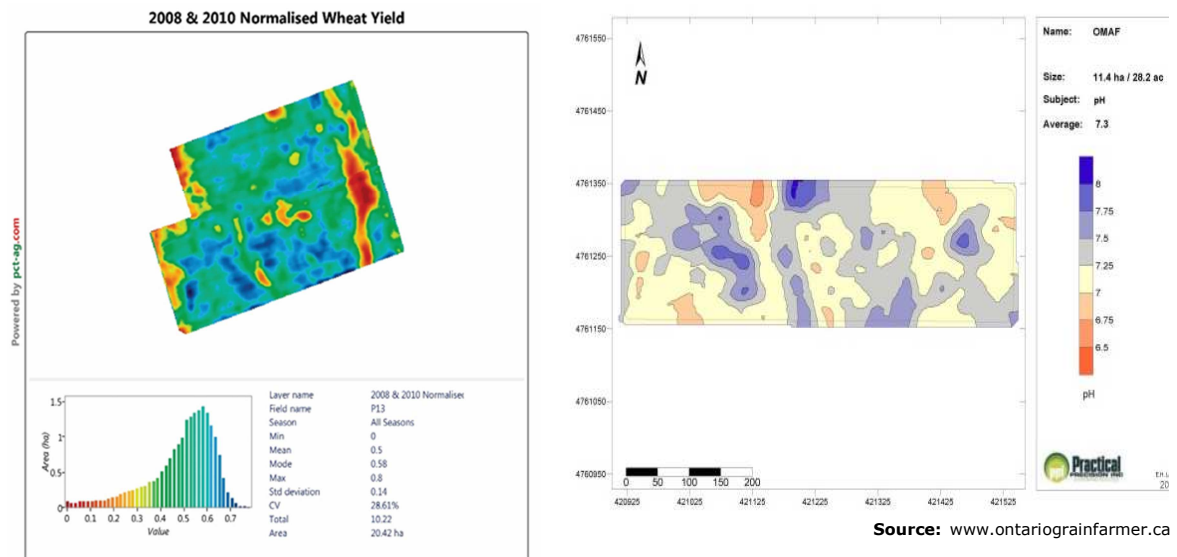 2008 & 2010 Normalised Wheat Yield
Powered by pct-ag.com
1.5
1
0.5
0
Area (ha)
0 0.1 0.2 0.3 0.4 0.5 0.6 0.7
Value
Layer name 2008 & 2010 Normalised
Field name P13
Season All Seasons
Min 0
Mean 0.5
Mode 0.58
Max 0.8
Std deviation 0.14
CV 28.61%
Total 10.22
Area 20.42 ha
4761550
4761450
4761350
4761250
4761150
4761050
4760950
N
0 50 100 150 200
420925 421025 421125 421225 421325 421425 421525
Name: OMAF
Size: 11.4 ha / 28.2 ac
Subject: pH
Average: 7.3
8
7.75
7.5
7.25
7
6.75
6.5
pH
Practical
PRECISION INC
20
Source: www.ontariograinfarmer.ca